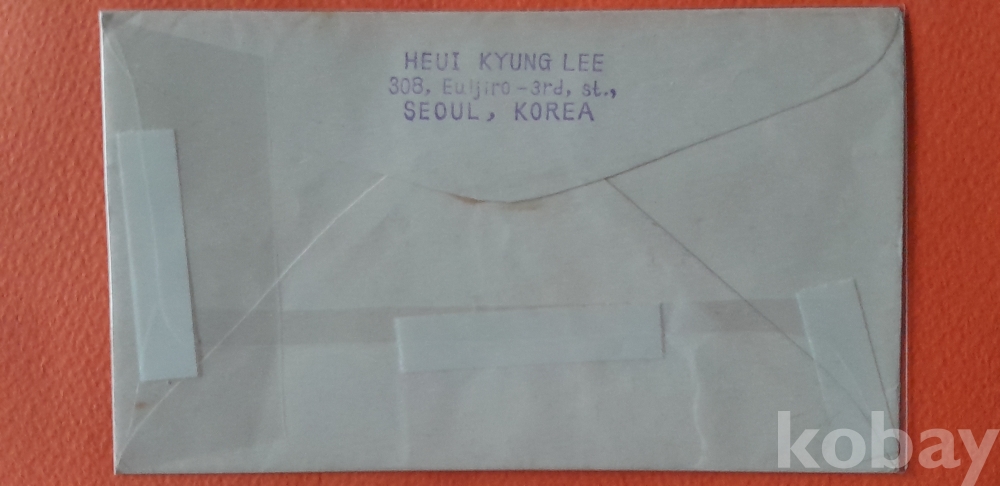 HEUI KYUNG LEE
308, Euljiro-3rd, st.,
SEOUL, KOREA
kobay